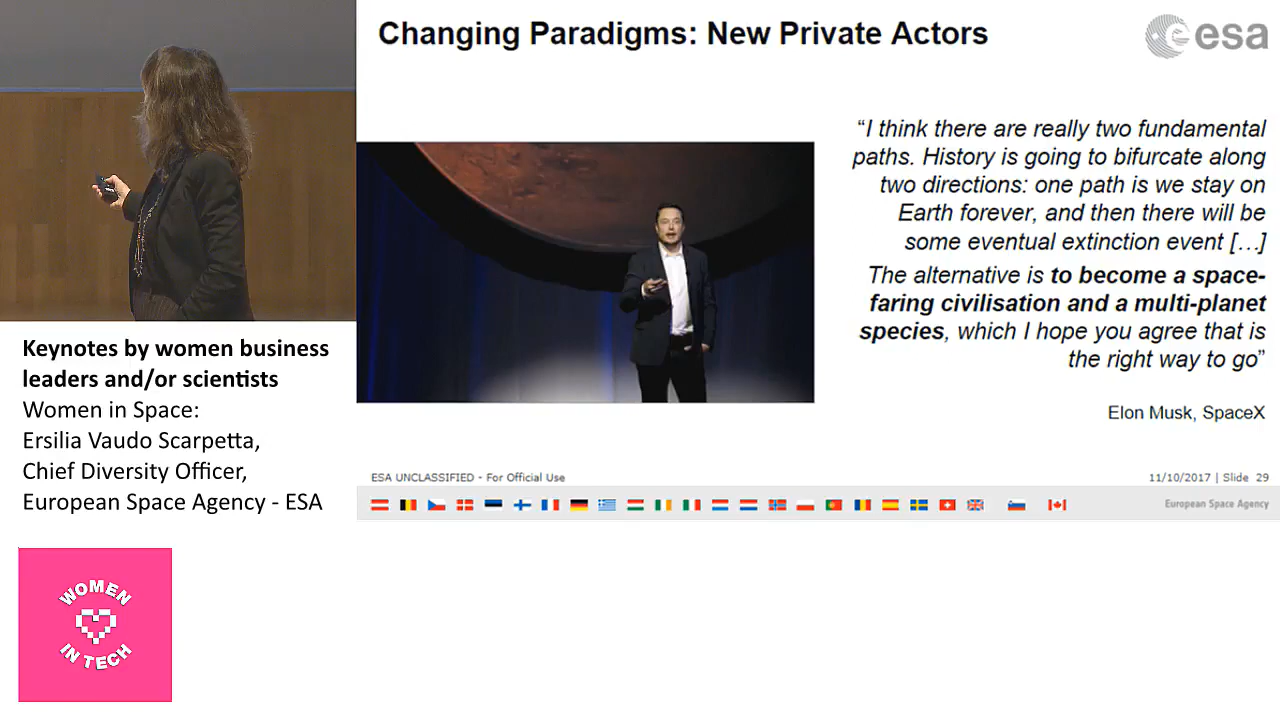 Changing Paradigms: New Private Actors
esa
“I think there are really two fundamental
paths. History is going to bifurcate along
two directions: one path is we stay on
Earth forever, and then there will be
some eventual extinction event […]
The alternative is to become a space-
faring civilisation and a multi-planet
species, which I hope you agree that is
the right way to go”
Elon Musk, SpaceX
ESA UNCLASSIFIED - For Official Use
11/10/2017 | Slide 29
European Space Agency
Keynotes by women business
leaders and/or scientists
Women in Space:
Ersilia Vaudo Scarpetta,
Chief Diversity Officer,
European Space Agency - ESA
WOMEN
IN TECH